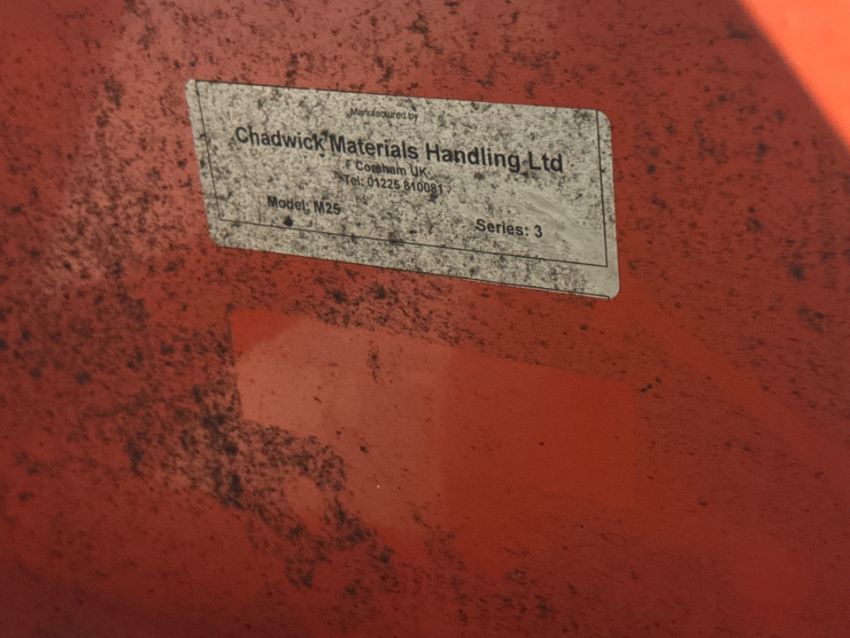 Manufactured by
Chadwick Materials Handling Ltd
Corsham UK
Tel: 01225 810081
Model: M25
Series: 3